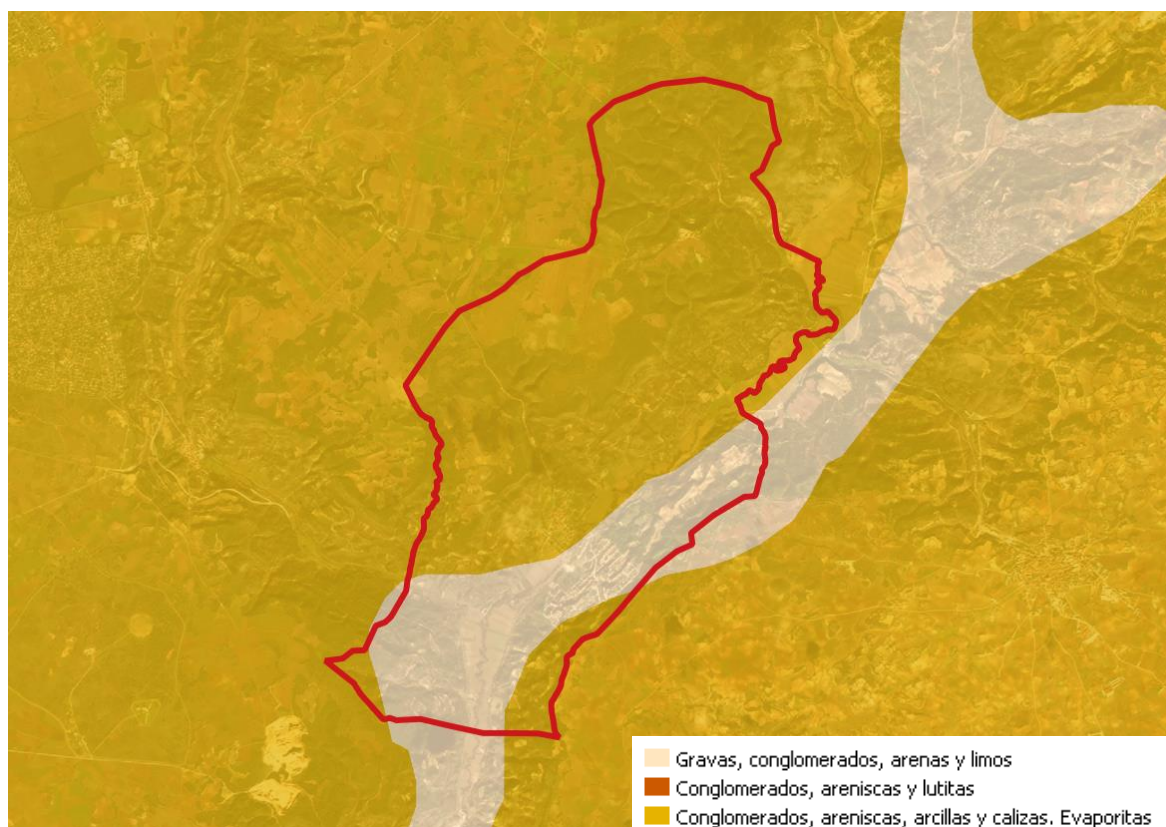 Gravas, conglomerados, arenas y limos
Conglomerados, areniscas y lutitas
Conglomerados, areniscas, arcillas y calizas. Evaporitas